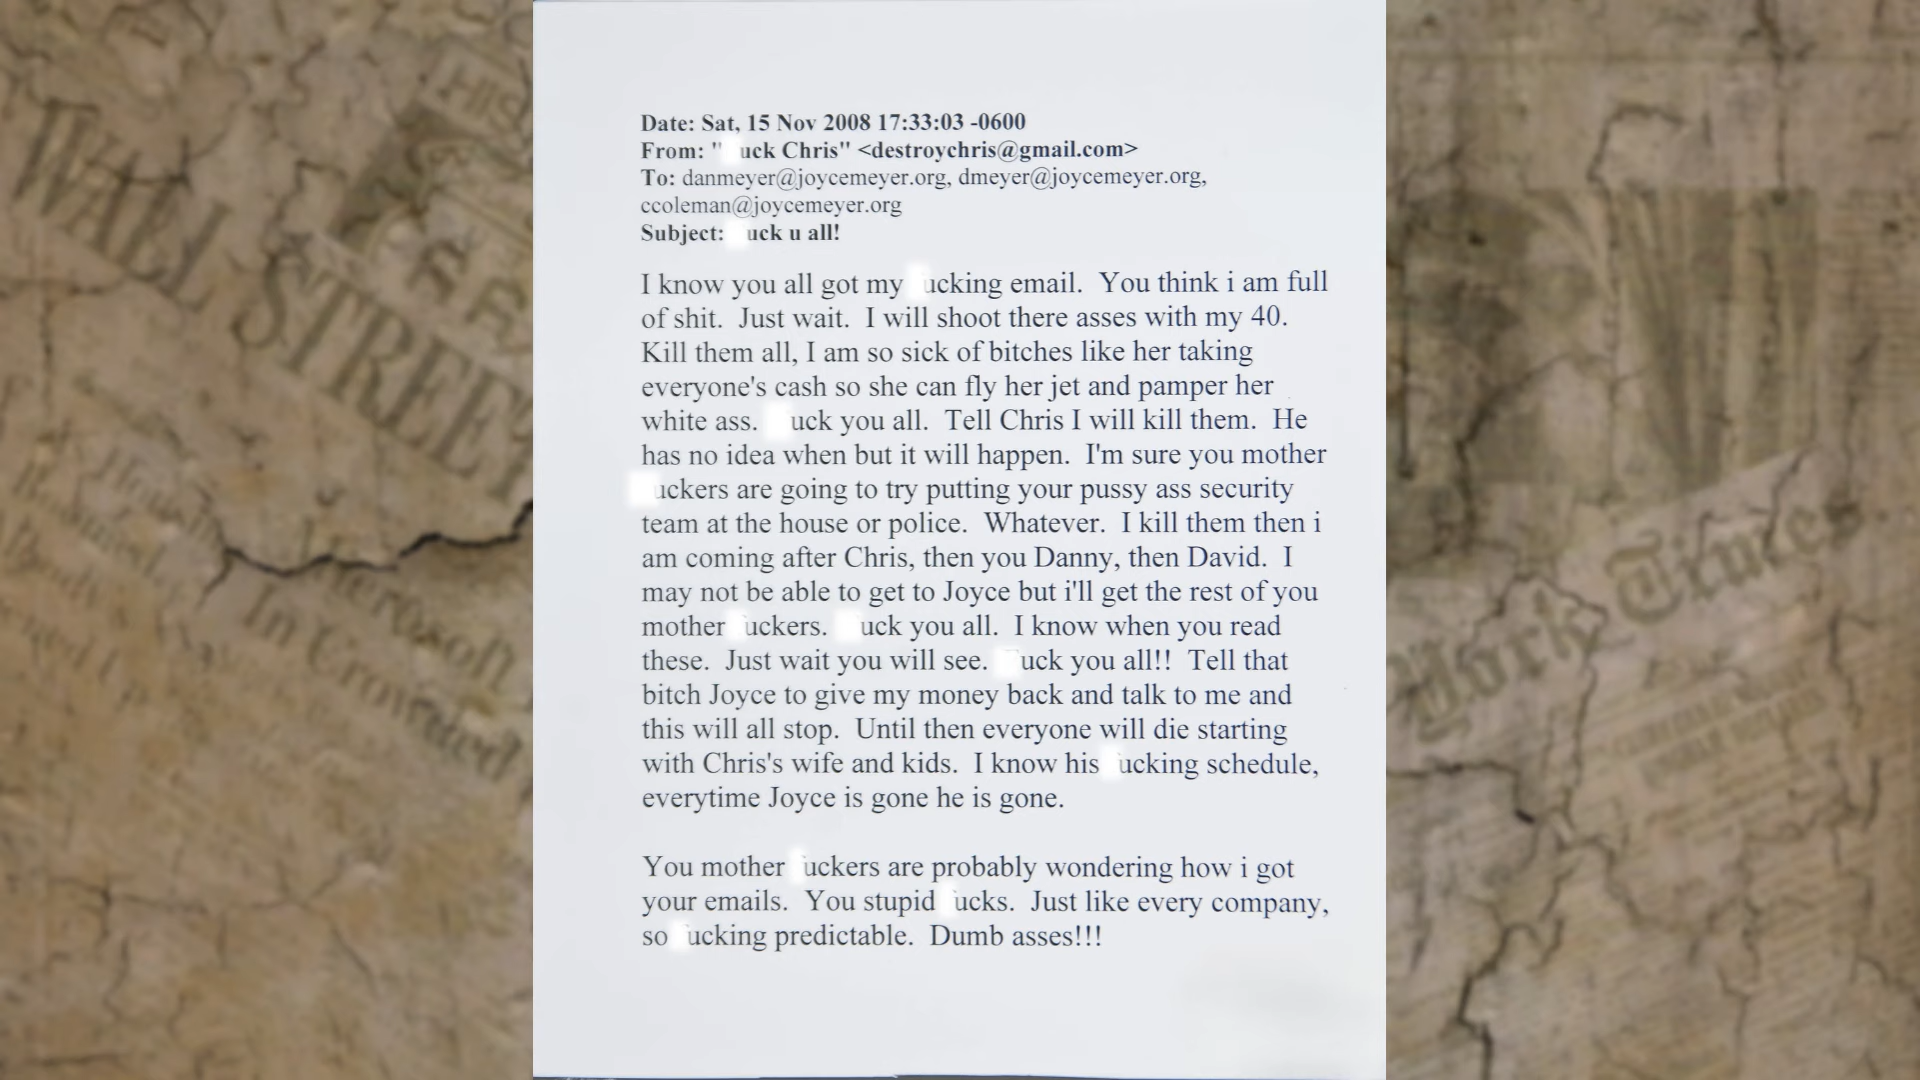 Date: Sat, 15 Nov 2008 17:33:03 -0600
From: " uck Chris" <destroychris@gmail.com>
To: danmeyer@joycemeyer.org, dmeyer@joycemeyer.org,
ccoleman@joycemeyer.org
Subject: uck u all!
I know you all got my ucking email. You think i am full
of shit. Just wait. I will shoot there asses with my 40.
Kill them all, I am so sick of bitches like her taking
everyone's cash so she can fly her jet and pamper her
white ass. uck you all. Tell Chris I will kill them. He
has no idea when but it will happen. I'm sure you mother
uckers are going to try putting your pussy ass security
team at the house or police. Whatever. I kill them then i
am coming after Chris, then you Danny, then David. I
may not be able to get to Joyce but i'll get the rest of you
mother uckers. uck you all. I know when you read
these. Just wait you will see. uck you all!! Tell that
bitch Joyce to give my money back and talk to me and
this will all stop. Until then everyone will die starting
with Chris's wife and kids. I know his ucking schedule,
everytime Joyce is gone he is gone.
You mother uckers are probably wondering how i got
your emails. You stupid ucks. Just like every company,
so ucking predictable. Dumb asses!!!
WALL STREET
In Crowded
York Times